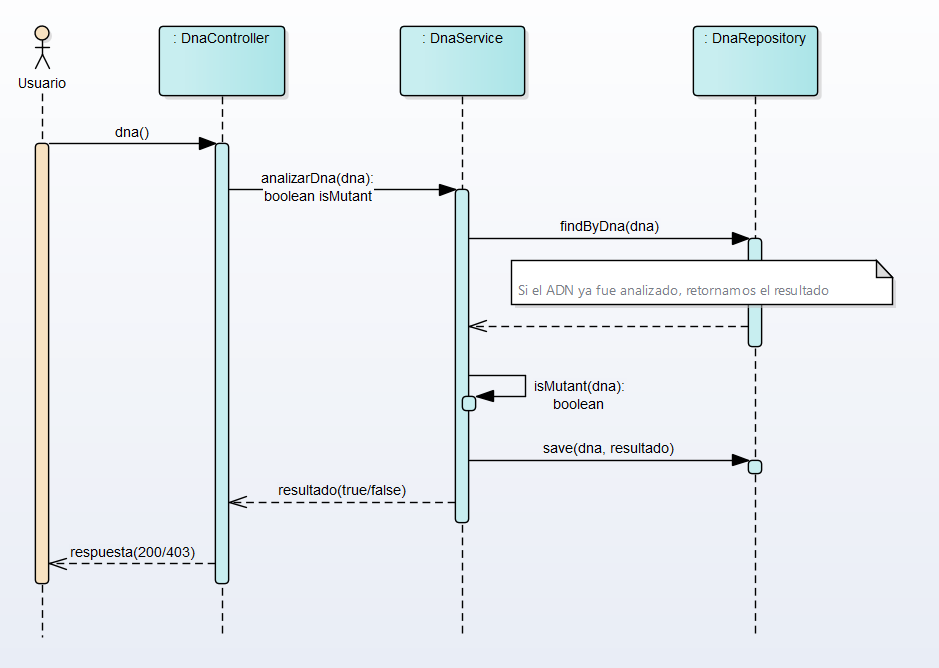 : DnaController
: DnaService
: DnaRepository
Usuario
dna()
analizarDna(dna):
boolean isMutant
findByDna(dna)
Si el ADN ya fue analizado, retornamos el resultado
isMutant(dna):
boolean
save(dna, resultado)
resultado(true/false)
respuesta(200/403)